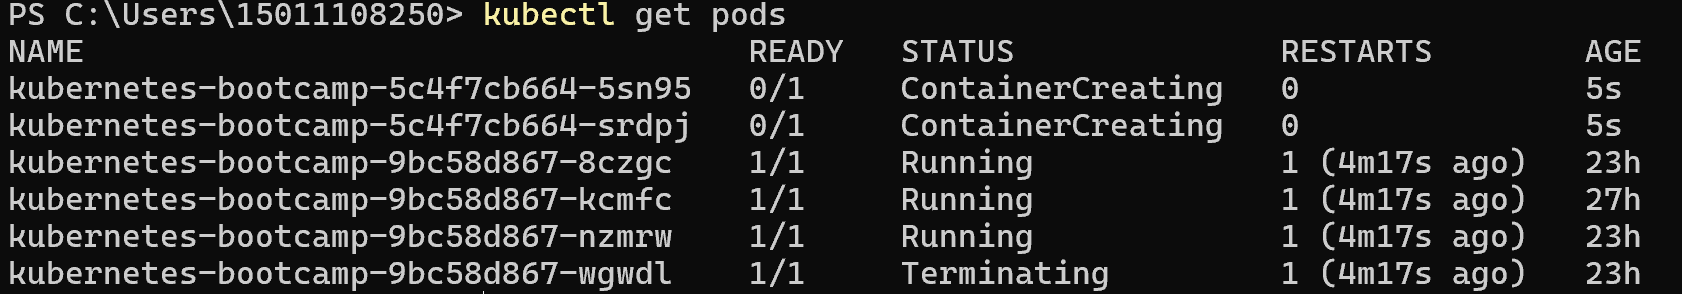 PS C:\Users\15011108250> kubectl get pods
NAME READY STATUS RESTARTS AGE
kubernetes-bootcamp-5c4f7cb664-5sn95 0/1 ContainerCreating 0 5s
kubernetes-bootcamp-5c4f7cb664-srdpj 0/1 ContainerCreating 0 5s
kubernetes-bootcamp-9bc58d867-8czgc 1/1 Running 1 (4m17s ago) 23h
kubernetes-bootcamp-9bc58d867-kcmfc 1/1 Running 1 (4m17s ago) 27h
kubernetes-bootcamp-9bc58d867-nzmrw 1/1 Running 1 (4m17s ago) 23h
kubernetes-bootcamp-9bc58d867-wgwdl 1/1 Terminating 1 (4m17s ago) 23h